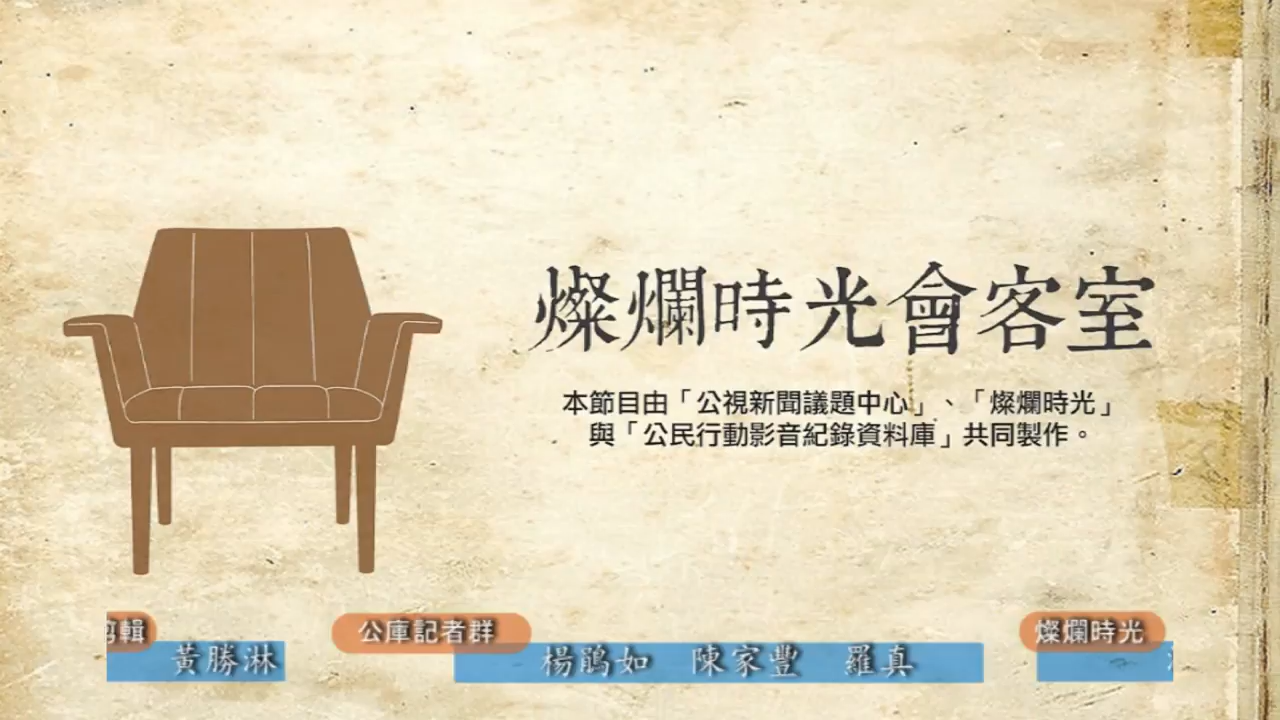 燦爛時光會客室
本節目由「公視新聞議題中心」、「燦爛時光」
與「公民行動影音紀錄資料庫」共同製作。
剪輯 公庫記者群 燦爛時光
黃勝淋 楊鵑如 陳家豐 羅真